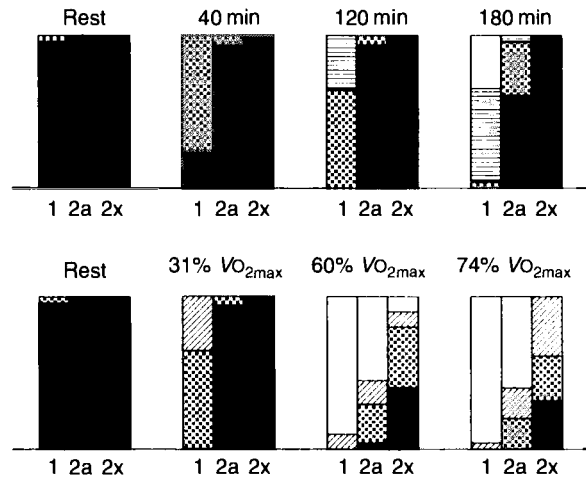 Rest 40 min 120 min 180 min
1 2a 2x 1 2a 2x 1 2a 2x 1 2a 2x
Rest 31% VO2max 60% VO2max 74% VO2max
1 2a 2x 1 2a 2x 1 2a 2x 1 2a 2x